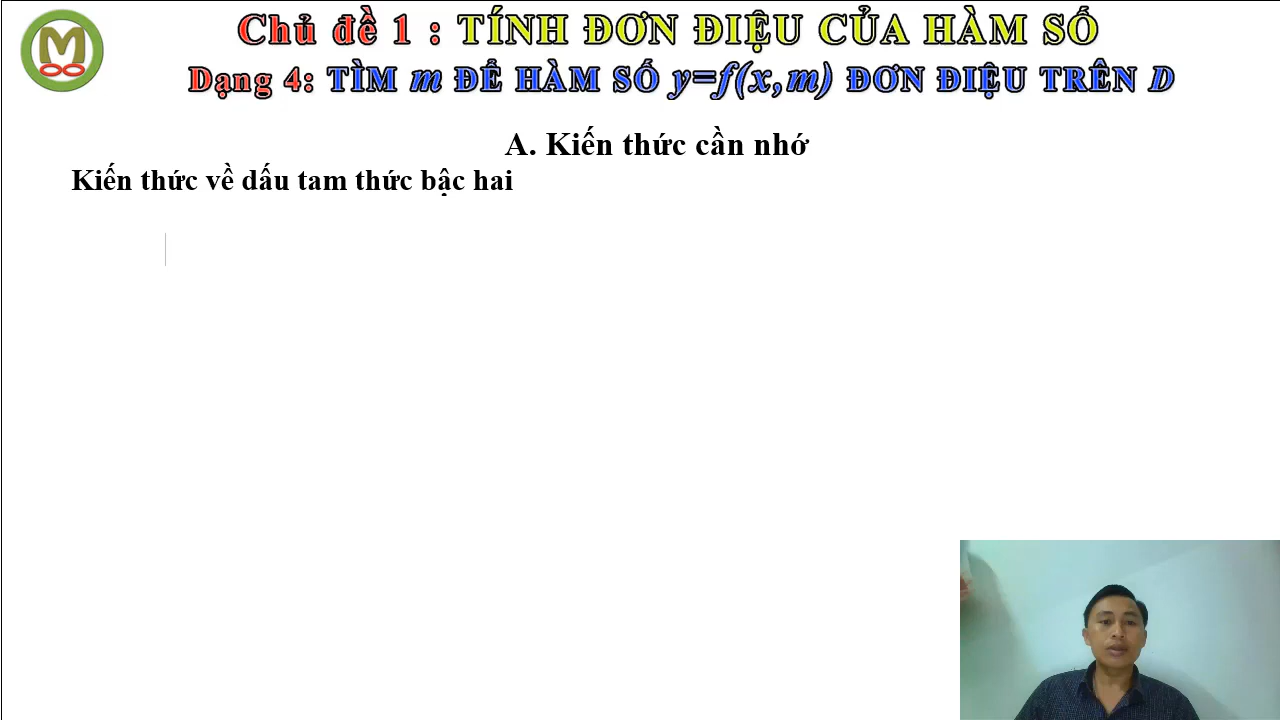 M
Chủ đề 1 : TÍNH ĐƠN ĐIỆU CỦA HÀM SỐ
Dạng 4: TÌM m ĐỂ HÀM SỐ y=f(x,m) ĐƠN ĐIỆU TRÊN D
A. Kiến thức cần nhớ
Kiến thức về dấu tam thức bậc hai